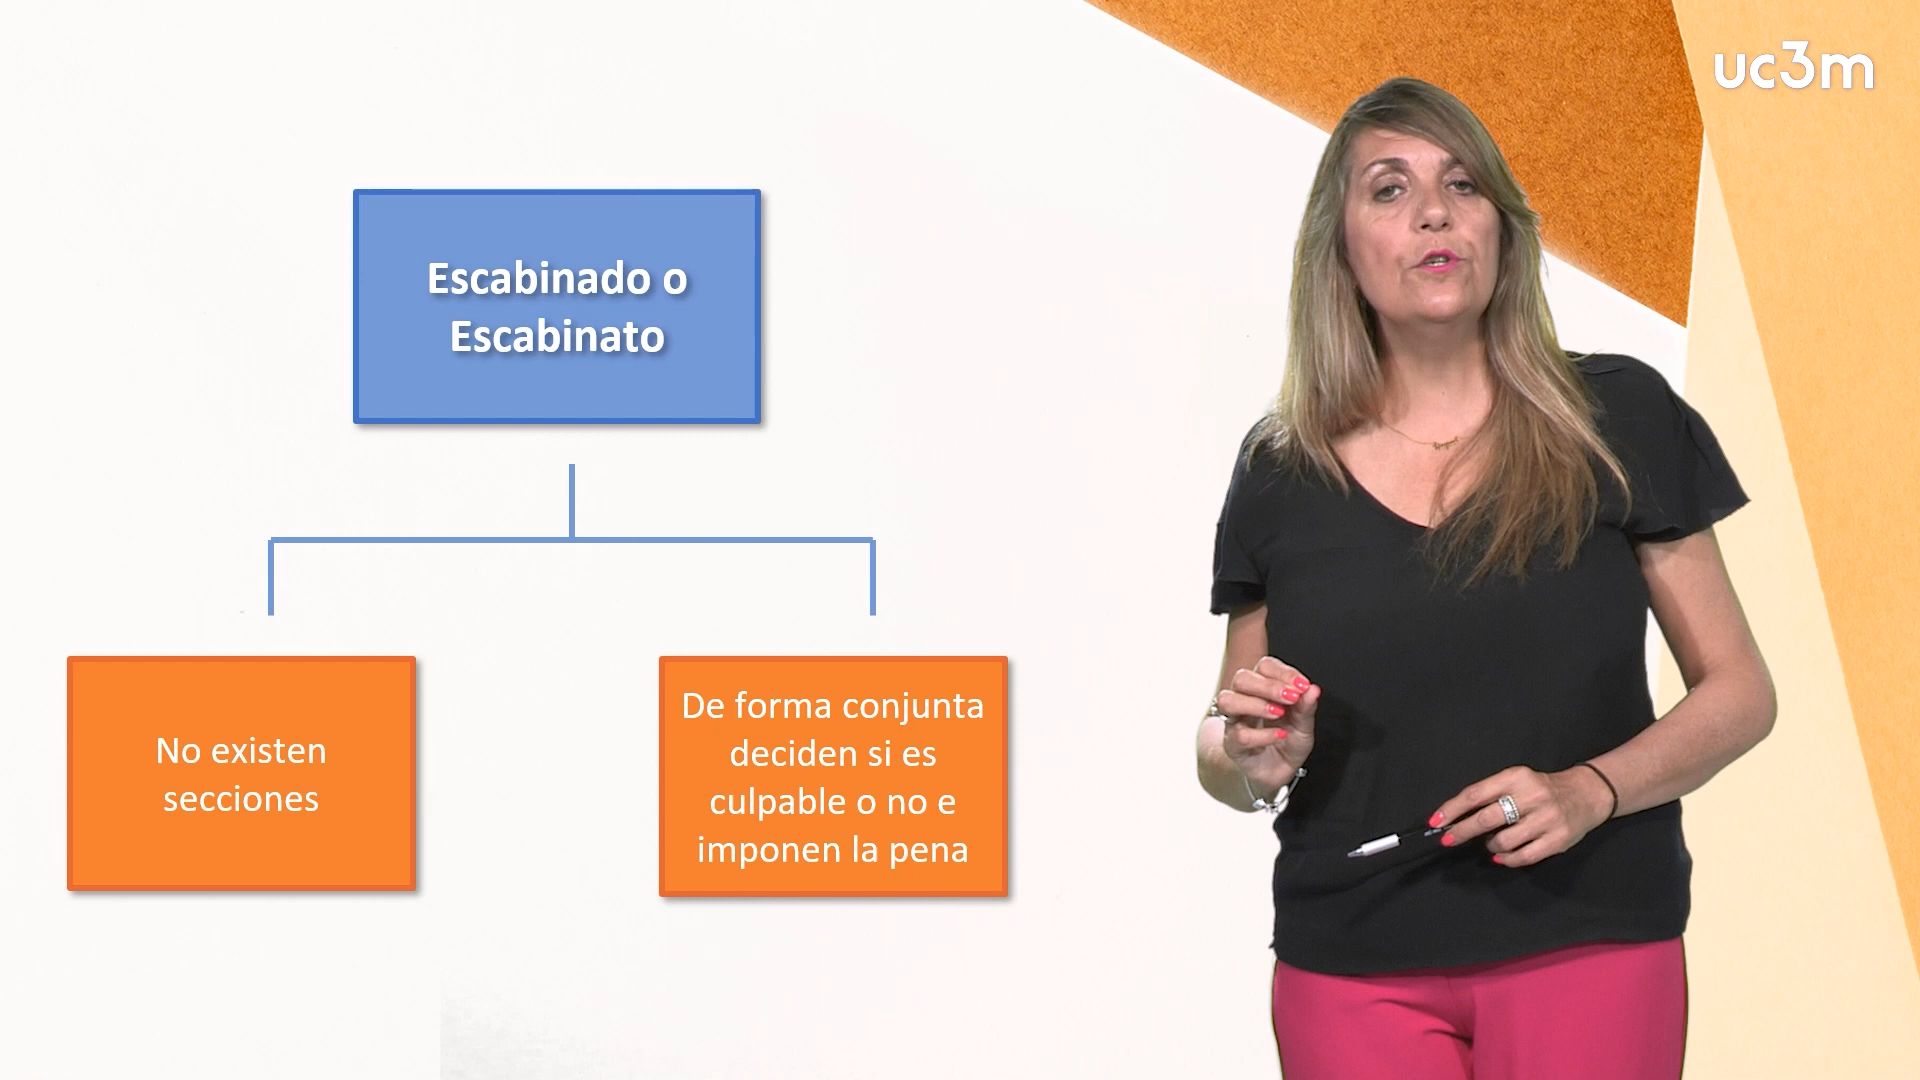 uc3m
Escabinado o
Escabinato
No existen
secciones
De forma conjunta
deciden si es
culpable o no e
imponen la pena